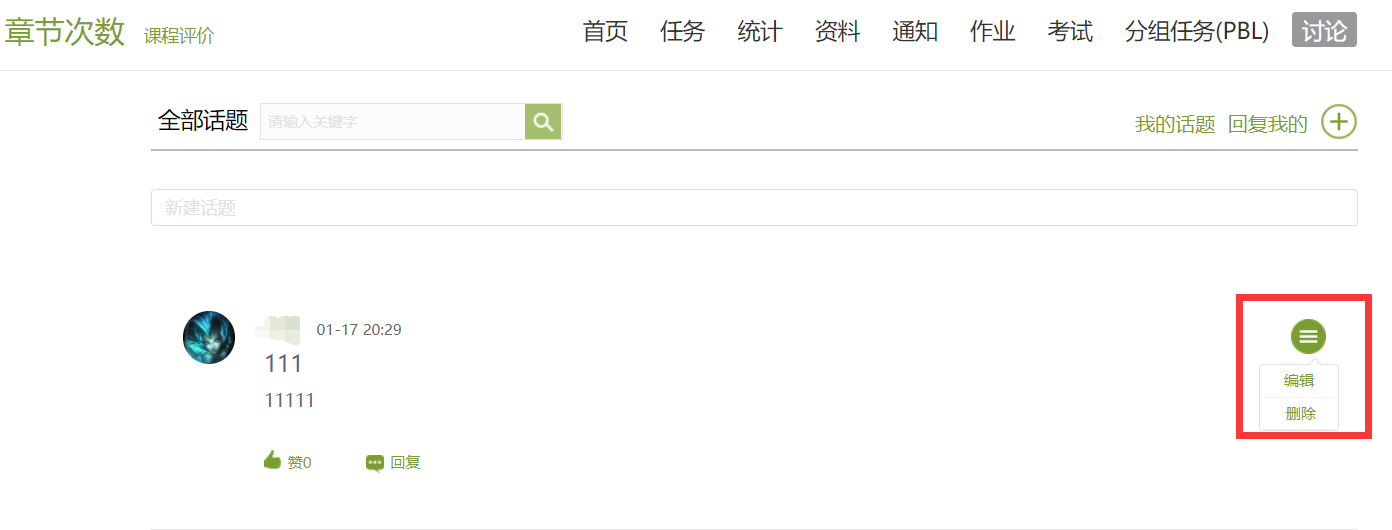 章节次数 课程评价 首页 任务 统计 资料 通知 作业 考试 分组任务(PBL) 讨论
全部话题 请输入关键字 我的话题 回复我的
新建话题
01-17 20:29
111
11111
赞0 回复
编辑
删除